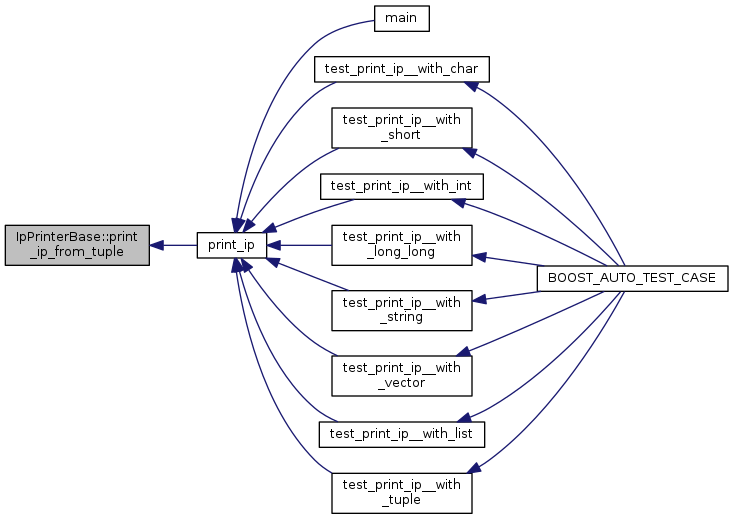 main
test_print_ip__with_char
test_print_ip__with
_short
test_print_ip__with_int
IpPrinterBase::print
_ip_from_tuple
print_ip
test_print_ip__with
_long_long
BOOST_AUTO_TEST_CASE
test_print_ip__with
_string
test_print_ip__with
_vector
test_print_ip__with_list
test_print_ip__with
_tuple